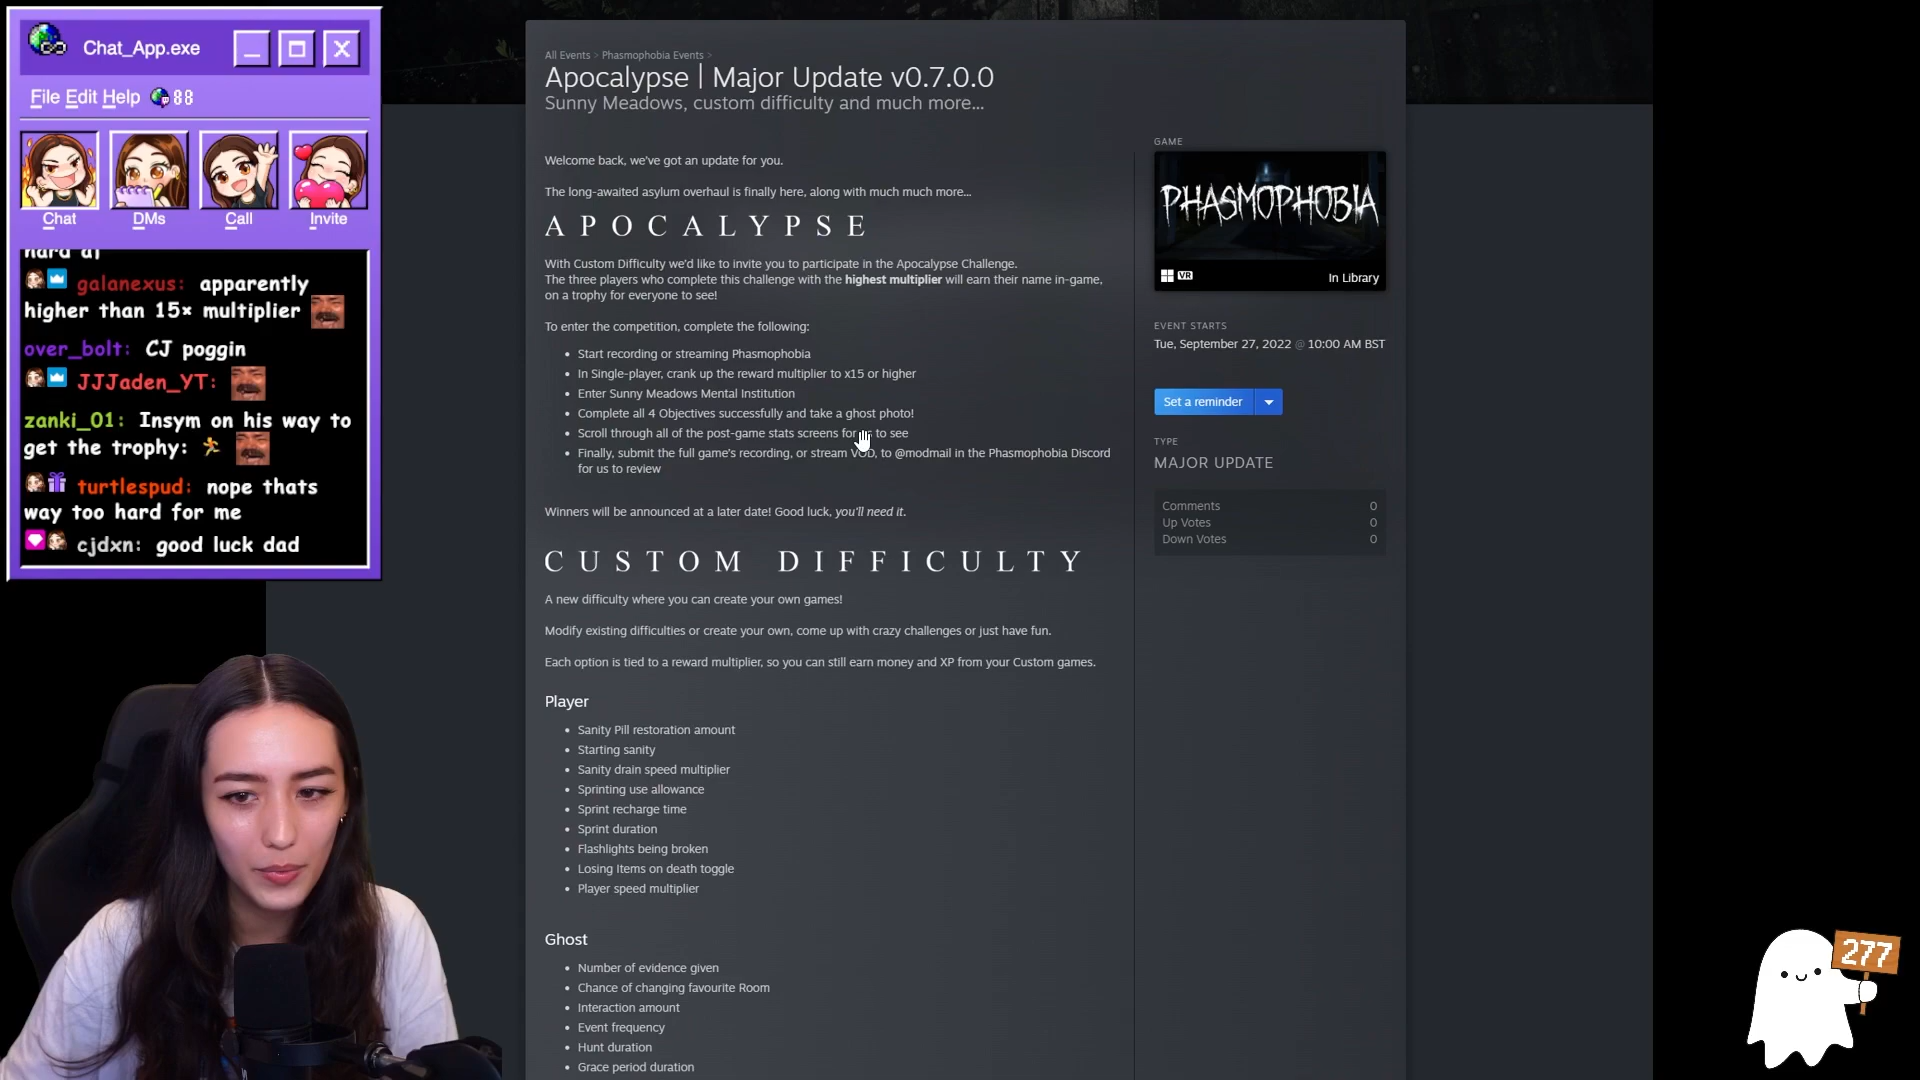 Chat_App.exe
File Edit Help 88
Chat DMs Call Invite
hard af
galanexus: apparently
higher than 15x multiplier
over_bolt: CJ poggin
JJJaden_YT:
zanki_01: Insym on his way to
get the trophy:
turtlespud: nope thats
way too hard for me
cjdxn: good luck dad
All Events > Phasmophobia Events >
Apocalypse | Major Update v0.7.0.0
Sunny Meadows, custom difficulty and much more...
Welcome back, we've got an update for you.
The long-awaited asylum overhaul is finally here, along with much much more...
APOCALYPSE
With Custom Difficulty we'd like to invite you to participate in the Apocalypse Challenge.
The three players who complete this challenge with the highest multiplier will earn their name in-game,
on a trophy for everyone to see!
To enter the competition, complete the following:
• Start recording or streaming Phasmophobia
• In Single-player, crank up the reward multiplier to x15 or higher
• Enter Sunny Meadows Mental Institution
• Complete all 4 Objectives successfully and take a ghost photo!
• Scroll through all of the post-game stats screens for to see
• Finally, submit the full game's recording, or stream VOD, to @modmail in the Phasmophobia Discord
for us to review
Winners will be announced at a later date! Good luck, you'll need it.
CUSTOM DIFFICULTY
A new difficulty where you can create your own games!
Modify existing difficulties or create your own, come up with crazy challenges or just have fun.
Each option is tied to a reward multiplier, so you can still earn money and XP from your Custom games.
Player
• Sanity Pill restoration amount
• Starting sanity
• Sanity drain speed multiplier
• Sprinting use allowance
• Sprint recharge time
• Sprint duration
• Flashlights being broken
• Losing Items on death toggle
• Player speed multiplier
Ghost
• Number of evidence given
• Chance of changing favourite Room
• Interaction amount
• Event frequency
• Hunt duration
• Grace period duration
GAME
PHASMOPHOBIA
VR In Library
EVENT STARTS
Tue, September 27, 2022 @ 10:00 AM BST
Set a reminder
TYPE
MAJOR UPDATE
Comments 0
Up Votes 0
Down Votes 0
277